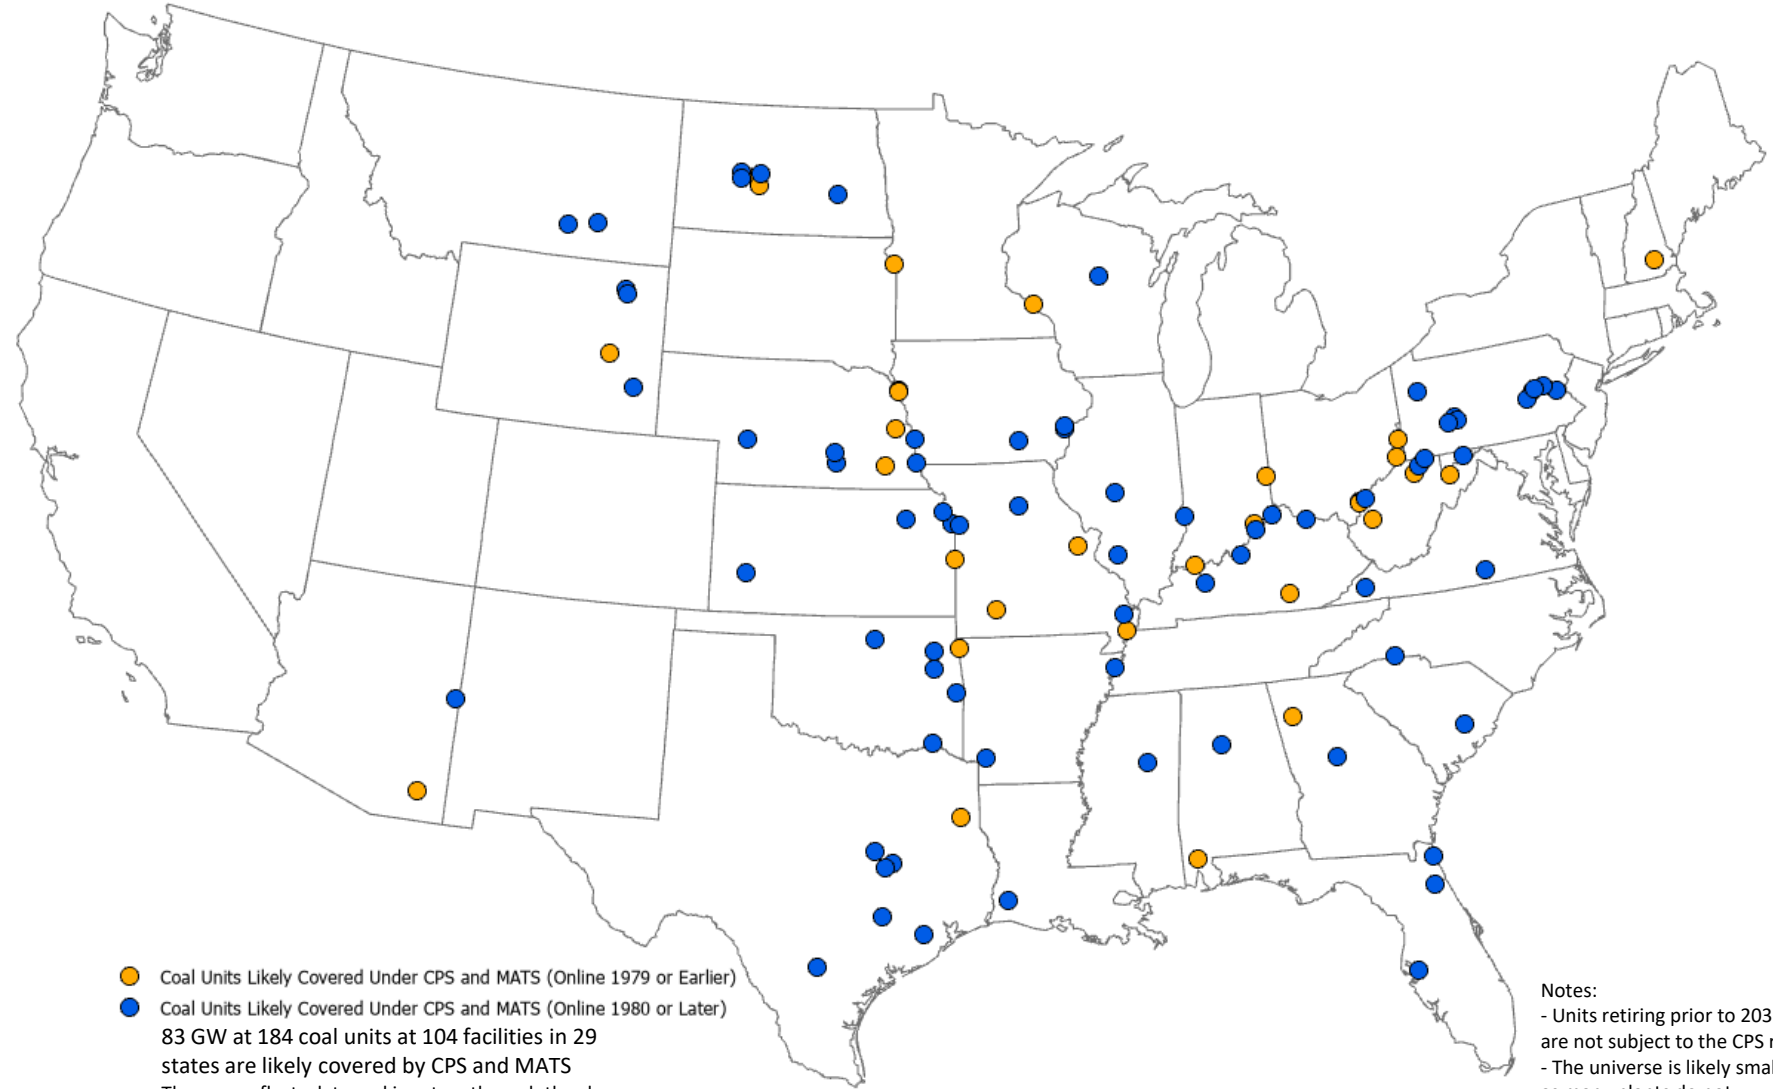 Coal Units Likely Covered Under CPS and MATS (Online 1979 or Earlier)
Coal Units Likely Covered Under CPS and MATS (Online 1980 or Later)
83 GW at 184 coal units at 104 facilities in 29
states are likely covered by CPS and MATS
Notes:
- Units retiring prior to 203
are not subject to the CPS
- The universe is likely